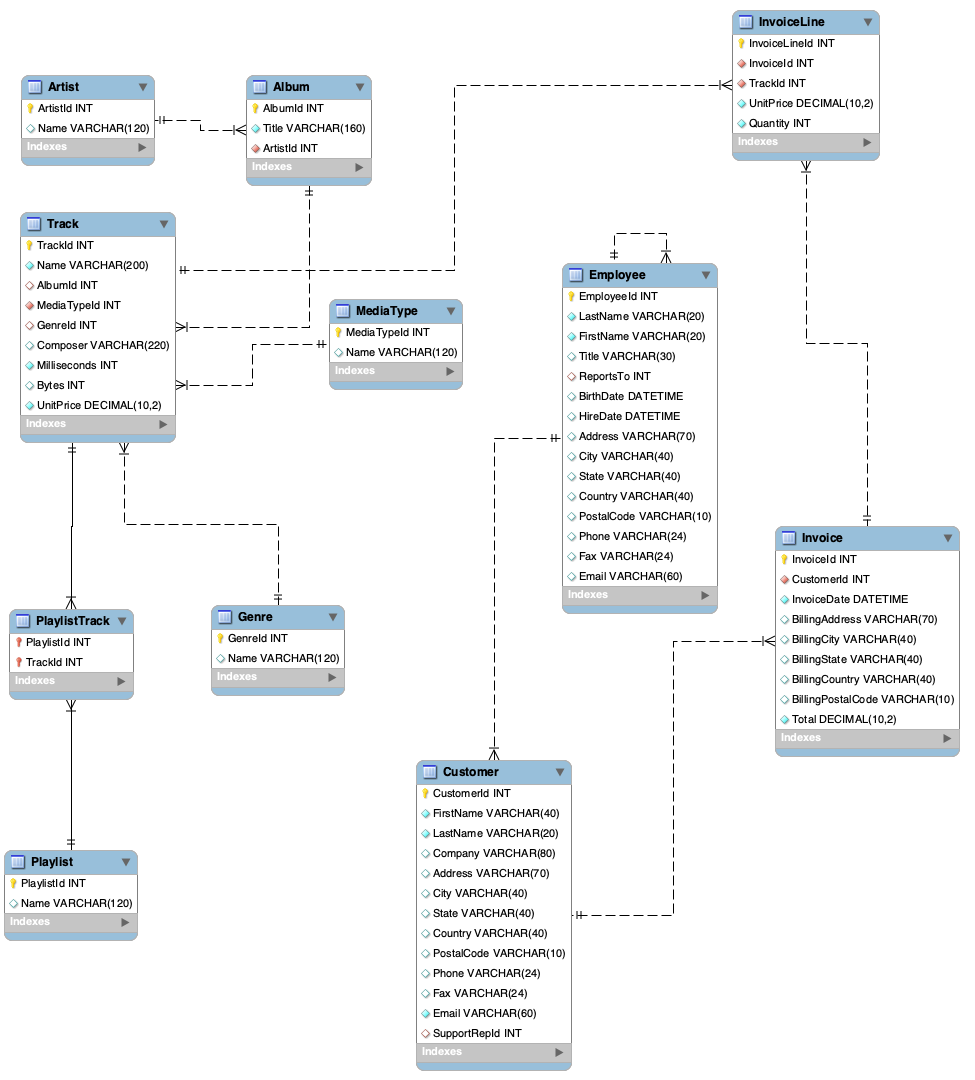 InvoiceLine
InvoiceLineId INT
InvoiceId INT
TrackId INT
UnitPrice DECIMAL(10,2)
Quantity INT
Indexes
Artist
ArtistId INT
Name VARCHAR(120)
Indexes
Album
AlbumId INT
Title VARCHAR(160)
ArtistId INT
Indexes
Track
TrackId INT
Name VARCHAR(200)
AlbumId INT
MediaTypeId INT
GenreId INT
Composer VARCHAR(220)
Milliseconds INT
Bytes INT
UnitPrice DECIMAL(10,2)
Indexes
MediaType
MediaTypeId INT
Name VARCHAR(120)
Indexes
Employee
EmployeeId INT
LastName VARCHAR(20)
FirstName VARCHAR(20)
Title VARCHAR(30)
ReportsTo INT
BirthDate DATETIME
HireDate DATETIME
Address VARCHAR(70)
City VARCHAR(40)
State VARCHAR(40)
Country VARCHAR(40)
PostalCode VARCHAR(10)
Phone VARCHAR(24)
Fax VARCHAR(24)
Email VARCHAR(60)
Indexes
Invoice
InvoiceId INT
CustomerId INT
InvoiceDate DATETIME
BillingAddress VARCHAR(70)
BillingCity VARCHAR(40)
BillingState VARCHAR(40)
BillingCountry VARCHAR(40)
BillingPostalCode VARCHAR(10)
Total DECIMAL(10,2)
Indexes
PlaylistTrack
PlaylistId INT
TrackId INT
Indexes
Genre
GenreId INT
Name VARCHAR(120)
Indexes
Customer
CustomerId INT
FirstName VARCHAR(40)
LastName VARCHAR(20)
Company VARCHAR(80)
Address VARCHAR(70)
City VARCHAR(40)
State VARCHAR(40)
Country VARCHAR(40)
PostalCode VARCHAR(10)
Phone VARCHAR(24)
Fax VARCHAR(24)
Email VARCHAR(60)
SupportRepId INT
Indexes
Playlist
PlaylistId INT
Name VARCHAR(120)
Indexes